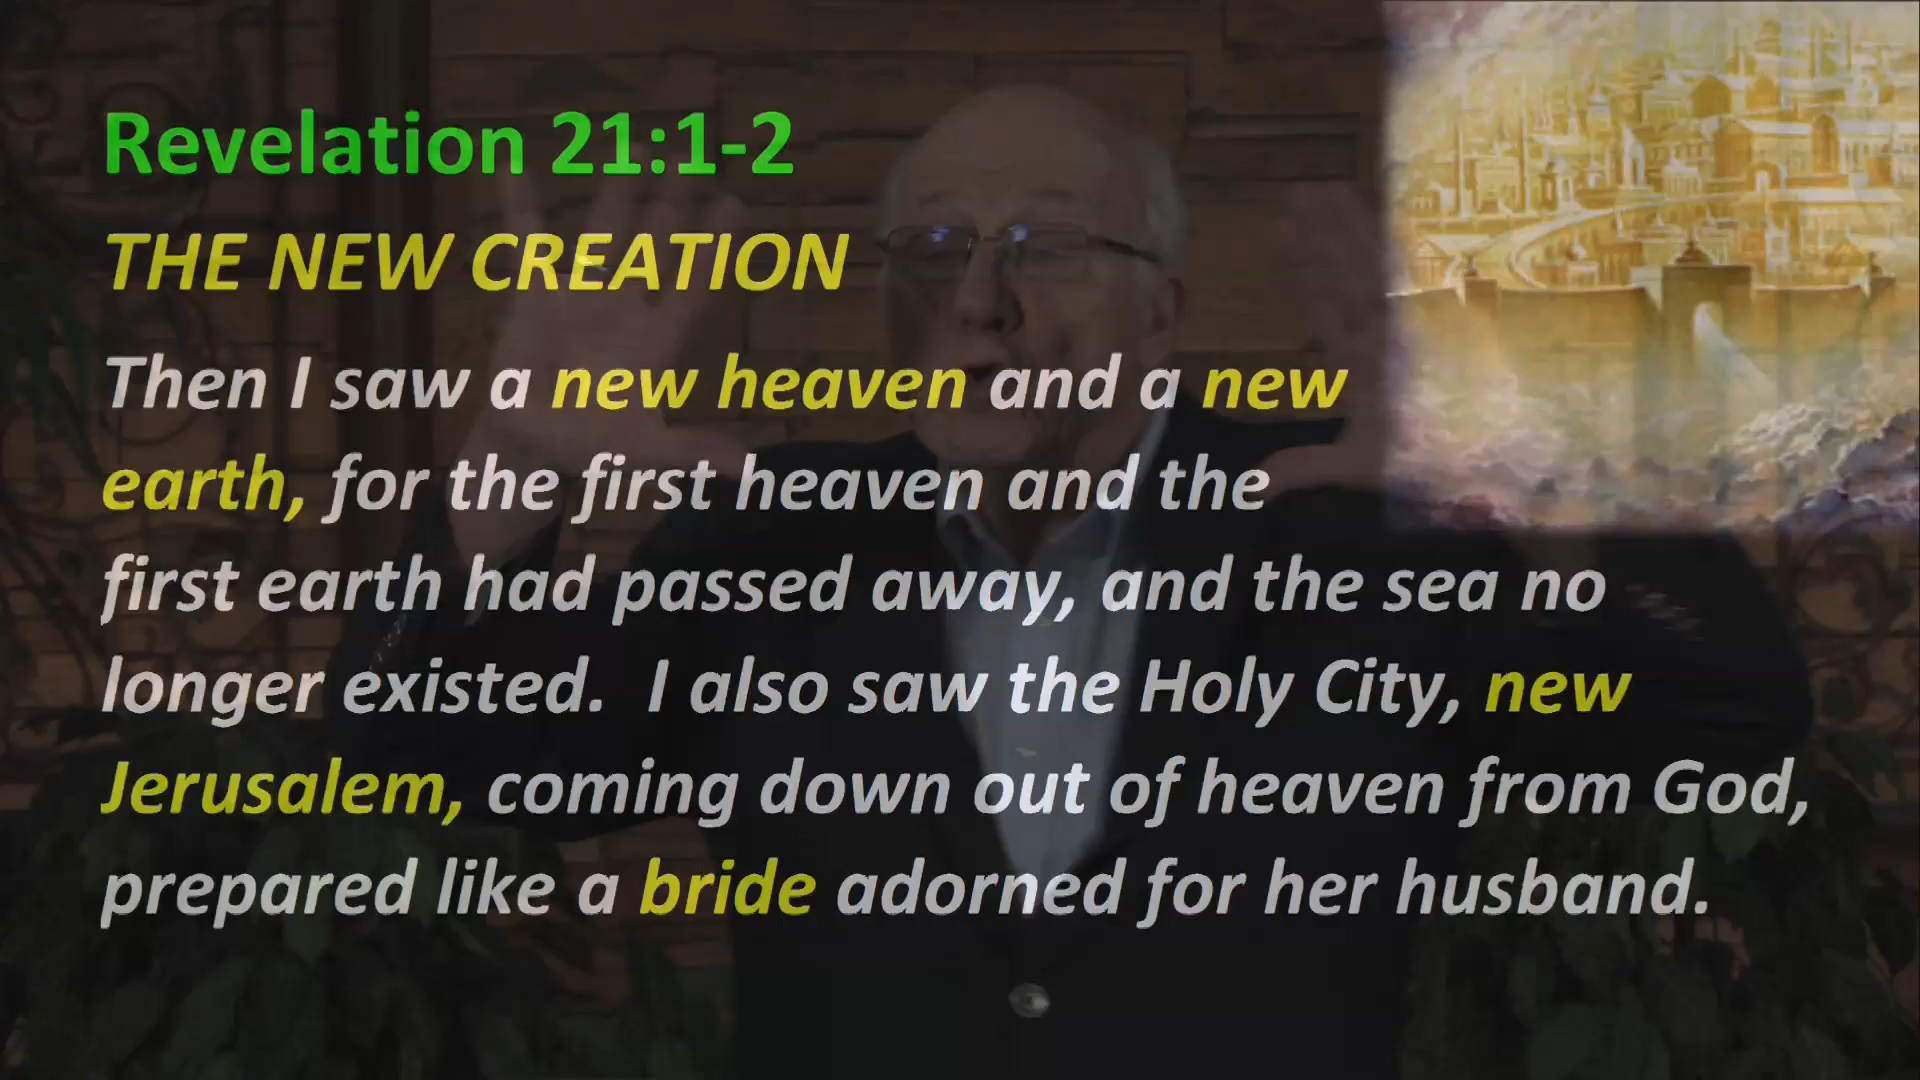 Revelation 21:1-2
THE NEW CREATION
Then I saw a new heaven and a new
earth, for the first heaven and the
first earth had passed away, and the sea no
longer existed.  I also saw the Holy City, new
Jerusalem, coming down out of heaven from God,
prepared like a bride adorned for her husband.